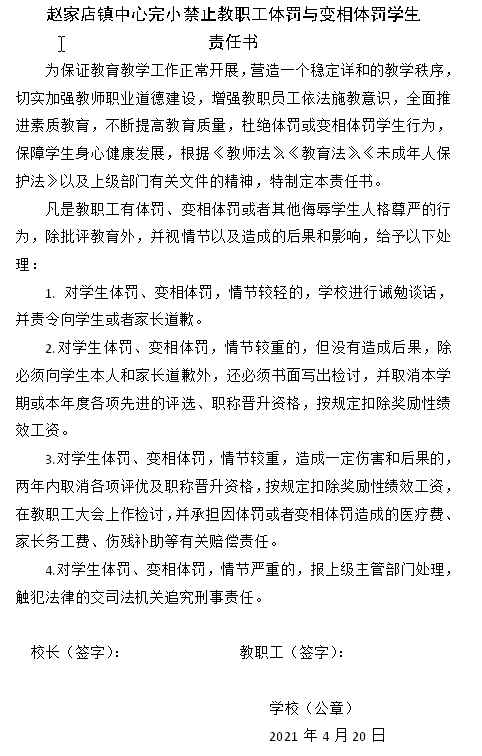 赵家店镇中心完小禁止教职工体罚与变相体罚学生
责任书
为保证教育教学工作正常开展，营造一个稳定详和的教学秩序，
切实加强教师职业道德建设，增强教职员工依法施教意识，全面推
进素质教育，不断提高教育质量，杜绝体罚或变相体罚学生行为，
保障学生身心健康发展，根据《教师法》、《教育法》、《未成年人保
护法》以及上级部门有关文件的精神，特制定本责任书。
凡是教职工有体罚、变相体罚或者其他侮辱学生人格尊严的行
为，除批评教育外，并视情节以及造成的后果和影响，给予以下处
理：
1. 对学生体罚、变相体罚，情节较轻的，学校进行诫勉谈话，
并责令向学生或者家长道歉。
2.对学生体罚、变相体罚，情节较重的，但没有造成后果，除
必须向学生本人和家长道歉外，还必须书面写出检讨，并取消本学
期或本年度各项先进的评选、职称晋升资格，按规定扣除奖励性绩
效工资。
3.对学生体罚、变相体罚，情节较重，造成一定伤害和后果的，
两年内取消各项评优及职称晋升资格，按规定扣除奖励性绩效工资，
在教职工大会上作检讨，并承担因体罚或者变相体罚造成的医疗费、
家长务工费、伤残补助等有关赔偿责任。
4.对学生体罚、变相体罚，情节严重的，报上级主管部门处理，
触犯法律的交司法机关追究刑事责任。
校长（签字）： 教职工（签字）：
学校（公章）
2021 年 4 月 20 日